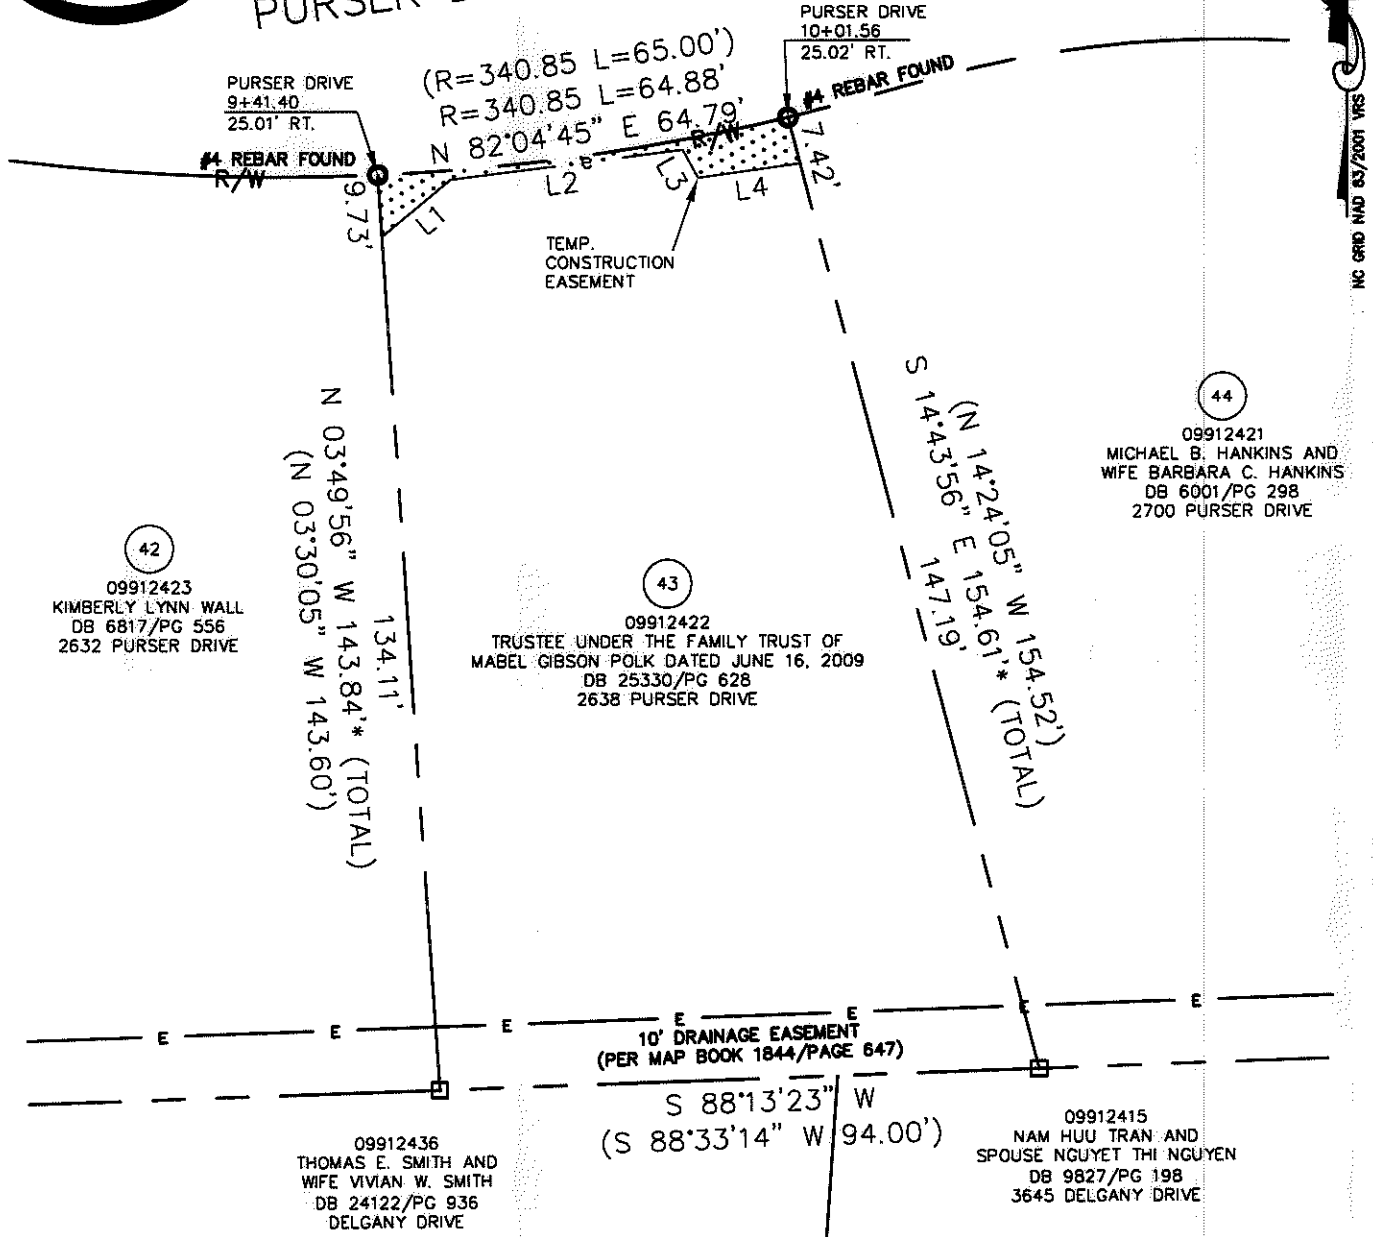 PURSER
PURSER DRIVE
10+01.56
25.02' RT.
(R=340.85 L=65.00')
R=340.85 L=64.88'
N 82°04'45" E 64.79'
PURSER DRIVE
9+41.40
25.01' RT.
#4 REBAR FOUND
R/W
#4 REBAR FOUND
R/W
9.73'
L1
L2
L3
L4
7.42'
TEMP.
CONSTRUCTION
EASEMENT
NC GRID NAD 83/2001 VRS
134.11'
N 03°49'56" W 143.84'* (TOTAL)
(N 03°30'05" W 143.60')
(N 14°24'05" W 154.52')
S 14°43'56" E 154.61'* (TOTAL)
147.19'
44
09912421
MICHAEL B. HANKINS AND
WIFE BARBARA C. HANKINS
DB 6001/PG 298
2700 PURSER DRIVE
42
09912423
KIMBERLY LYNN WALL
DB 6817/PG 556
2632 PURSER DRIVE
43
09912422
TRUSTEE UNDER THE FAMILY TRUST OF
MABEL GIBSON POLK DATED JUNE 16, 2009
DB 25330/PG 628
2638 PURSER DRIVE
E E E E E E E
10' DRAINAGE EASEMENT
(PER MAP BOOK 1844/PAGE 647)
S 88°13'23" W
(S 88°33'14" W 94.00')
09912436
THOMAS E. SMITH AND
WIFE VIVIAN W. SMITH
DB 24122/PG 936
DELGANY DRIVE
09912415
NAM HUU TRAN AND
SPOUSE NGUYET THI NGUYEN
DB 9827/PG 198
3645 DELGANY DRIVE